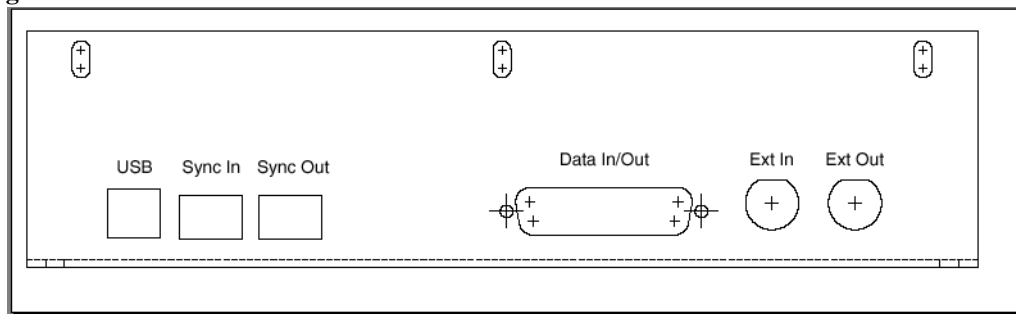 USB
Sync In
Sync Out
Data In/Out
Ext In
Ext Out